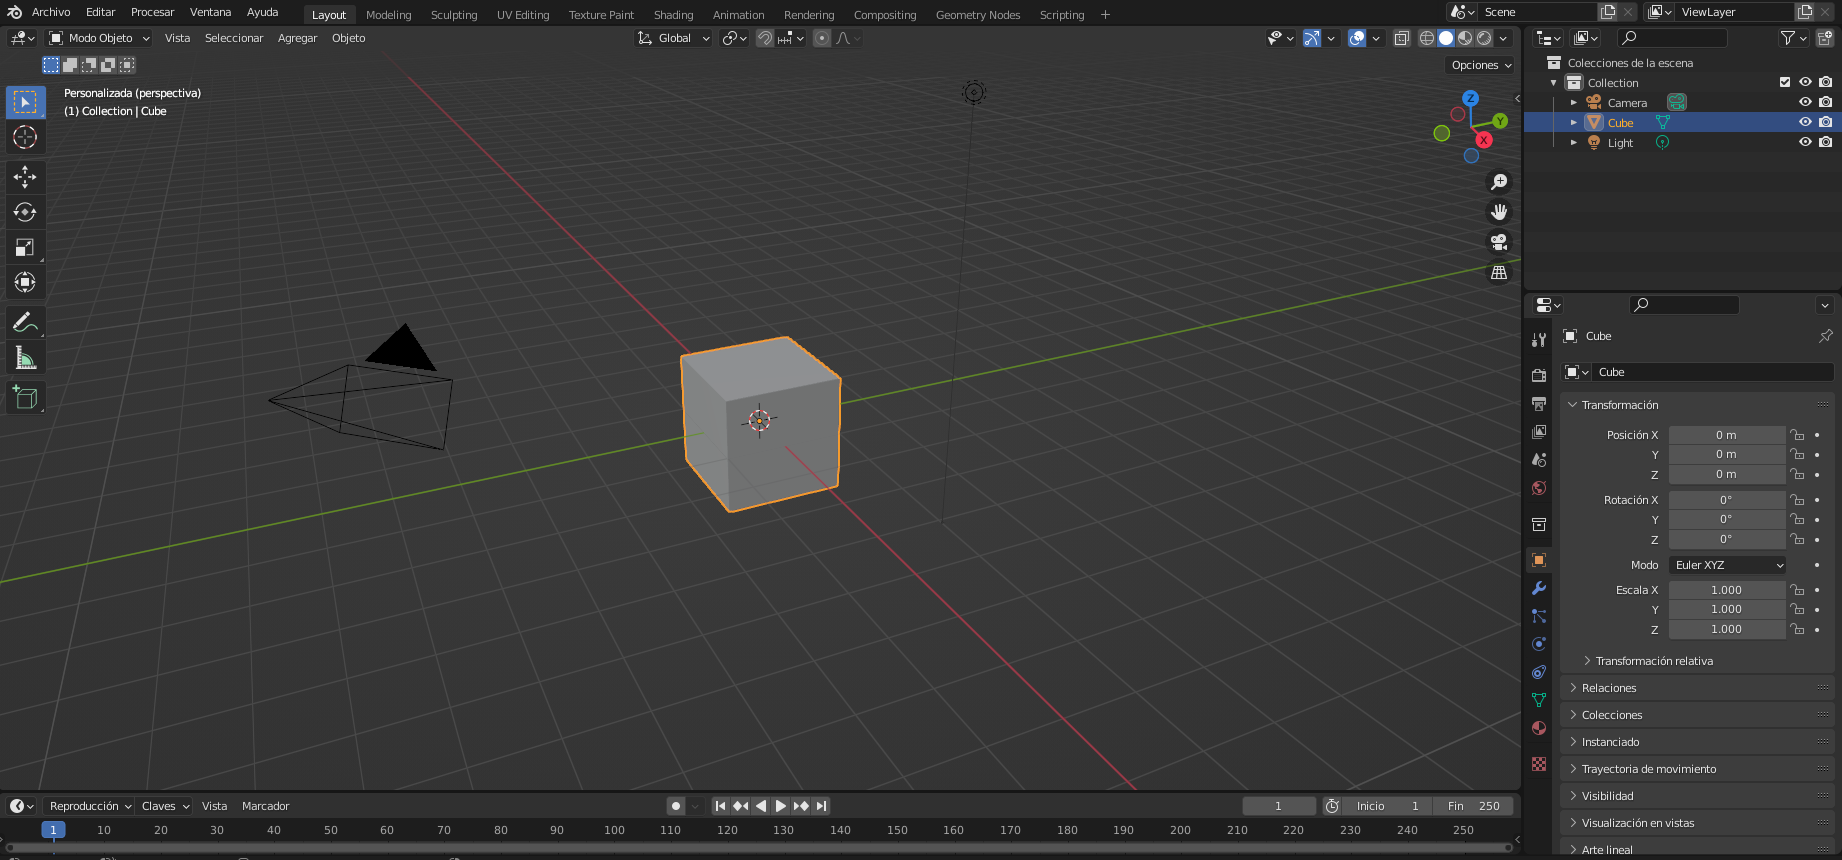 Archivo Editar Procesar Ventana Ayuda Layout Modeling Sculpting UV Editing Texture Paint Shading Animation Rendering Compositing Geometry Nodes Scripting + Scene ViewLayer
Modo Objeto Vista Seleccionar Agregar Objeto Global
Opciones
Personalizada (perspectiva)
(1) Collection | Cube
Z
Y
X
Colecciones de la escena
Collection
Camera
Cube
Light
Cube
Cube
Transformación
Posición X 0 m
Y 0 m
Z 0 m
Rotación X 0°
Y 0°
Z 0°
Modo Euler XYZ
Escala X 1.000
Y 1.000
Z 1.000
Transformación relativa
Relaciones
Colecciones
Instanciado
Trayectoria de movimiento
Visibilidad
Visualización en vistas
Arte lineal
Reproducción Claves Vista Marcador 1 Inicio 1 Fin 250
1 10 20 30 40 50 60 70 80 90 100 110 120 130 140 150 160 170 180 190 200 210 220 230 240 250